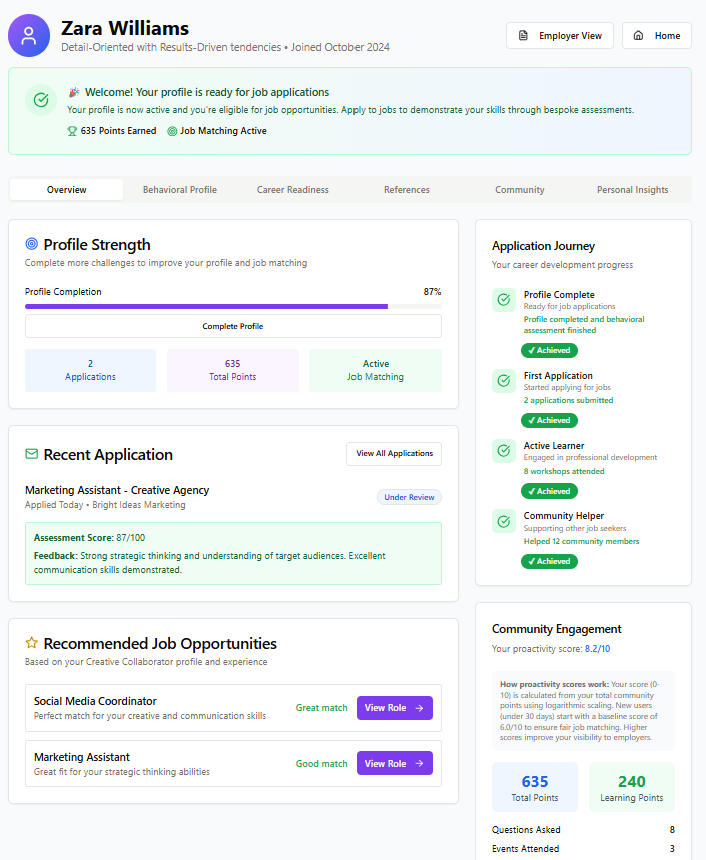 Zara Williams
Detail-Oriented with Results-Driven tendencies • Joined October 2024
Employer View
Home
🎉 Welcome! Your profile is ready for job applications
Your profile is now active and you're eligible for job opportunities. Apply to jobs to demonstrate your skills through bespoke assessments.
635 Points Earned
Job Matching Active
Overview
Behavioral Profile
Career Readiness
References
Community
Personal Insights
Profile Strength
Complete more challenges to improve your profile and job matching
Profile Completion
87%
Complete Profile
2
Applications
635
Total Points
Active
Job Matching
Recent Application
View All Applications
Marketing Assistant - Creative Agency
Applied Today • Bright Ideas Marketing
Under Review
Assessment Score: 87/100
Feedback: Strong strategic thinking and understanding of target audiences. Excellent
communication skills demonstrated.
Recommended Job Opportunities
Based on your Creative Collaborator profile and experience
Social Media Coordinator
Perfect match for your creative and communication skills
Great match
View Role →
Marketing Assistant
Great fit for your strategic thinking abilities
Good match
View Role →
Application Journey
Your career development progress
Profile Complete
Ready for job applications
Profile completed and behavioral
assessment finished
✓ Achieved
First Application
Started applying for jobs
2 applications submitted
✓ Achieved
Active Learner
Engaged in professional development
8 workshops attended
✓ Achieved
Community Helper
Supporting other job seekers
Helped 12 community members
✓ Achieved
Community Engagement
Your proactivity score: 8.2/10
How proactivity scores work: Your score (0-
10) is calculated from your total community
points using logarithmic scaling. New users
(under 30 days) start with a baseline score of
6.0/10 to ensure fair job matching. Higher
scores improve your visibility to employers.
635
Total Points
240
Learning Points
Questions Asked
8
Events Attended
3